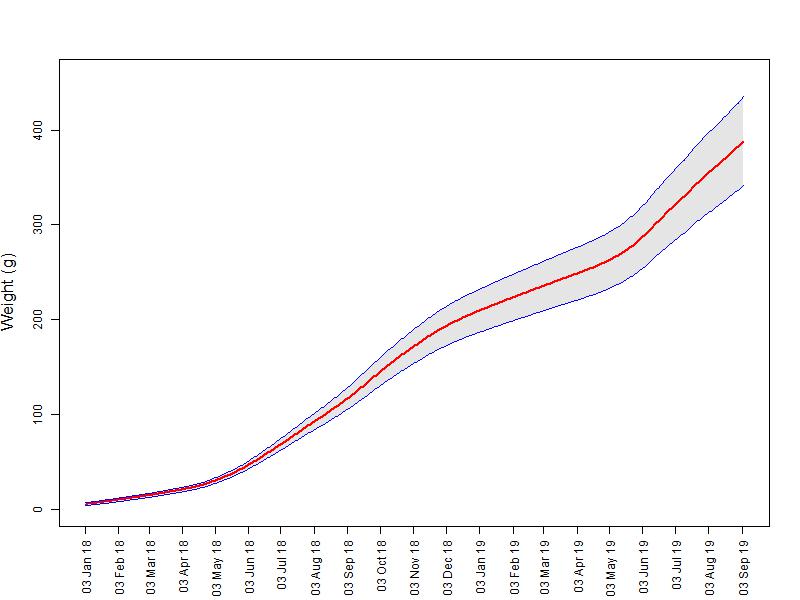 Weight (g)
400
300
200
100
0
03 Jan 18
03 Feb 18
03 Mar 18
03 Apr 18
03 May 18
03 Jun 18
03 Jul 18
03 Aug 18
03 Sep 18
03 Oct 18
03 Nov 18
03 Dec 18
03 Jan 19
03 Feb 19
03 Mar 19
03 Apr 19
03 May 19
03 Jun 19
03 Jul 19
03 Aug 19
03 Sep 19